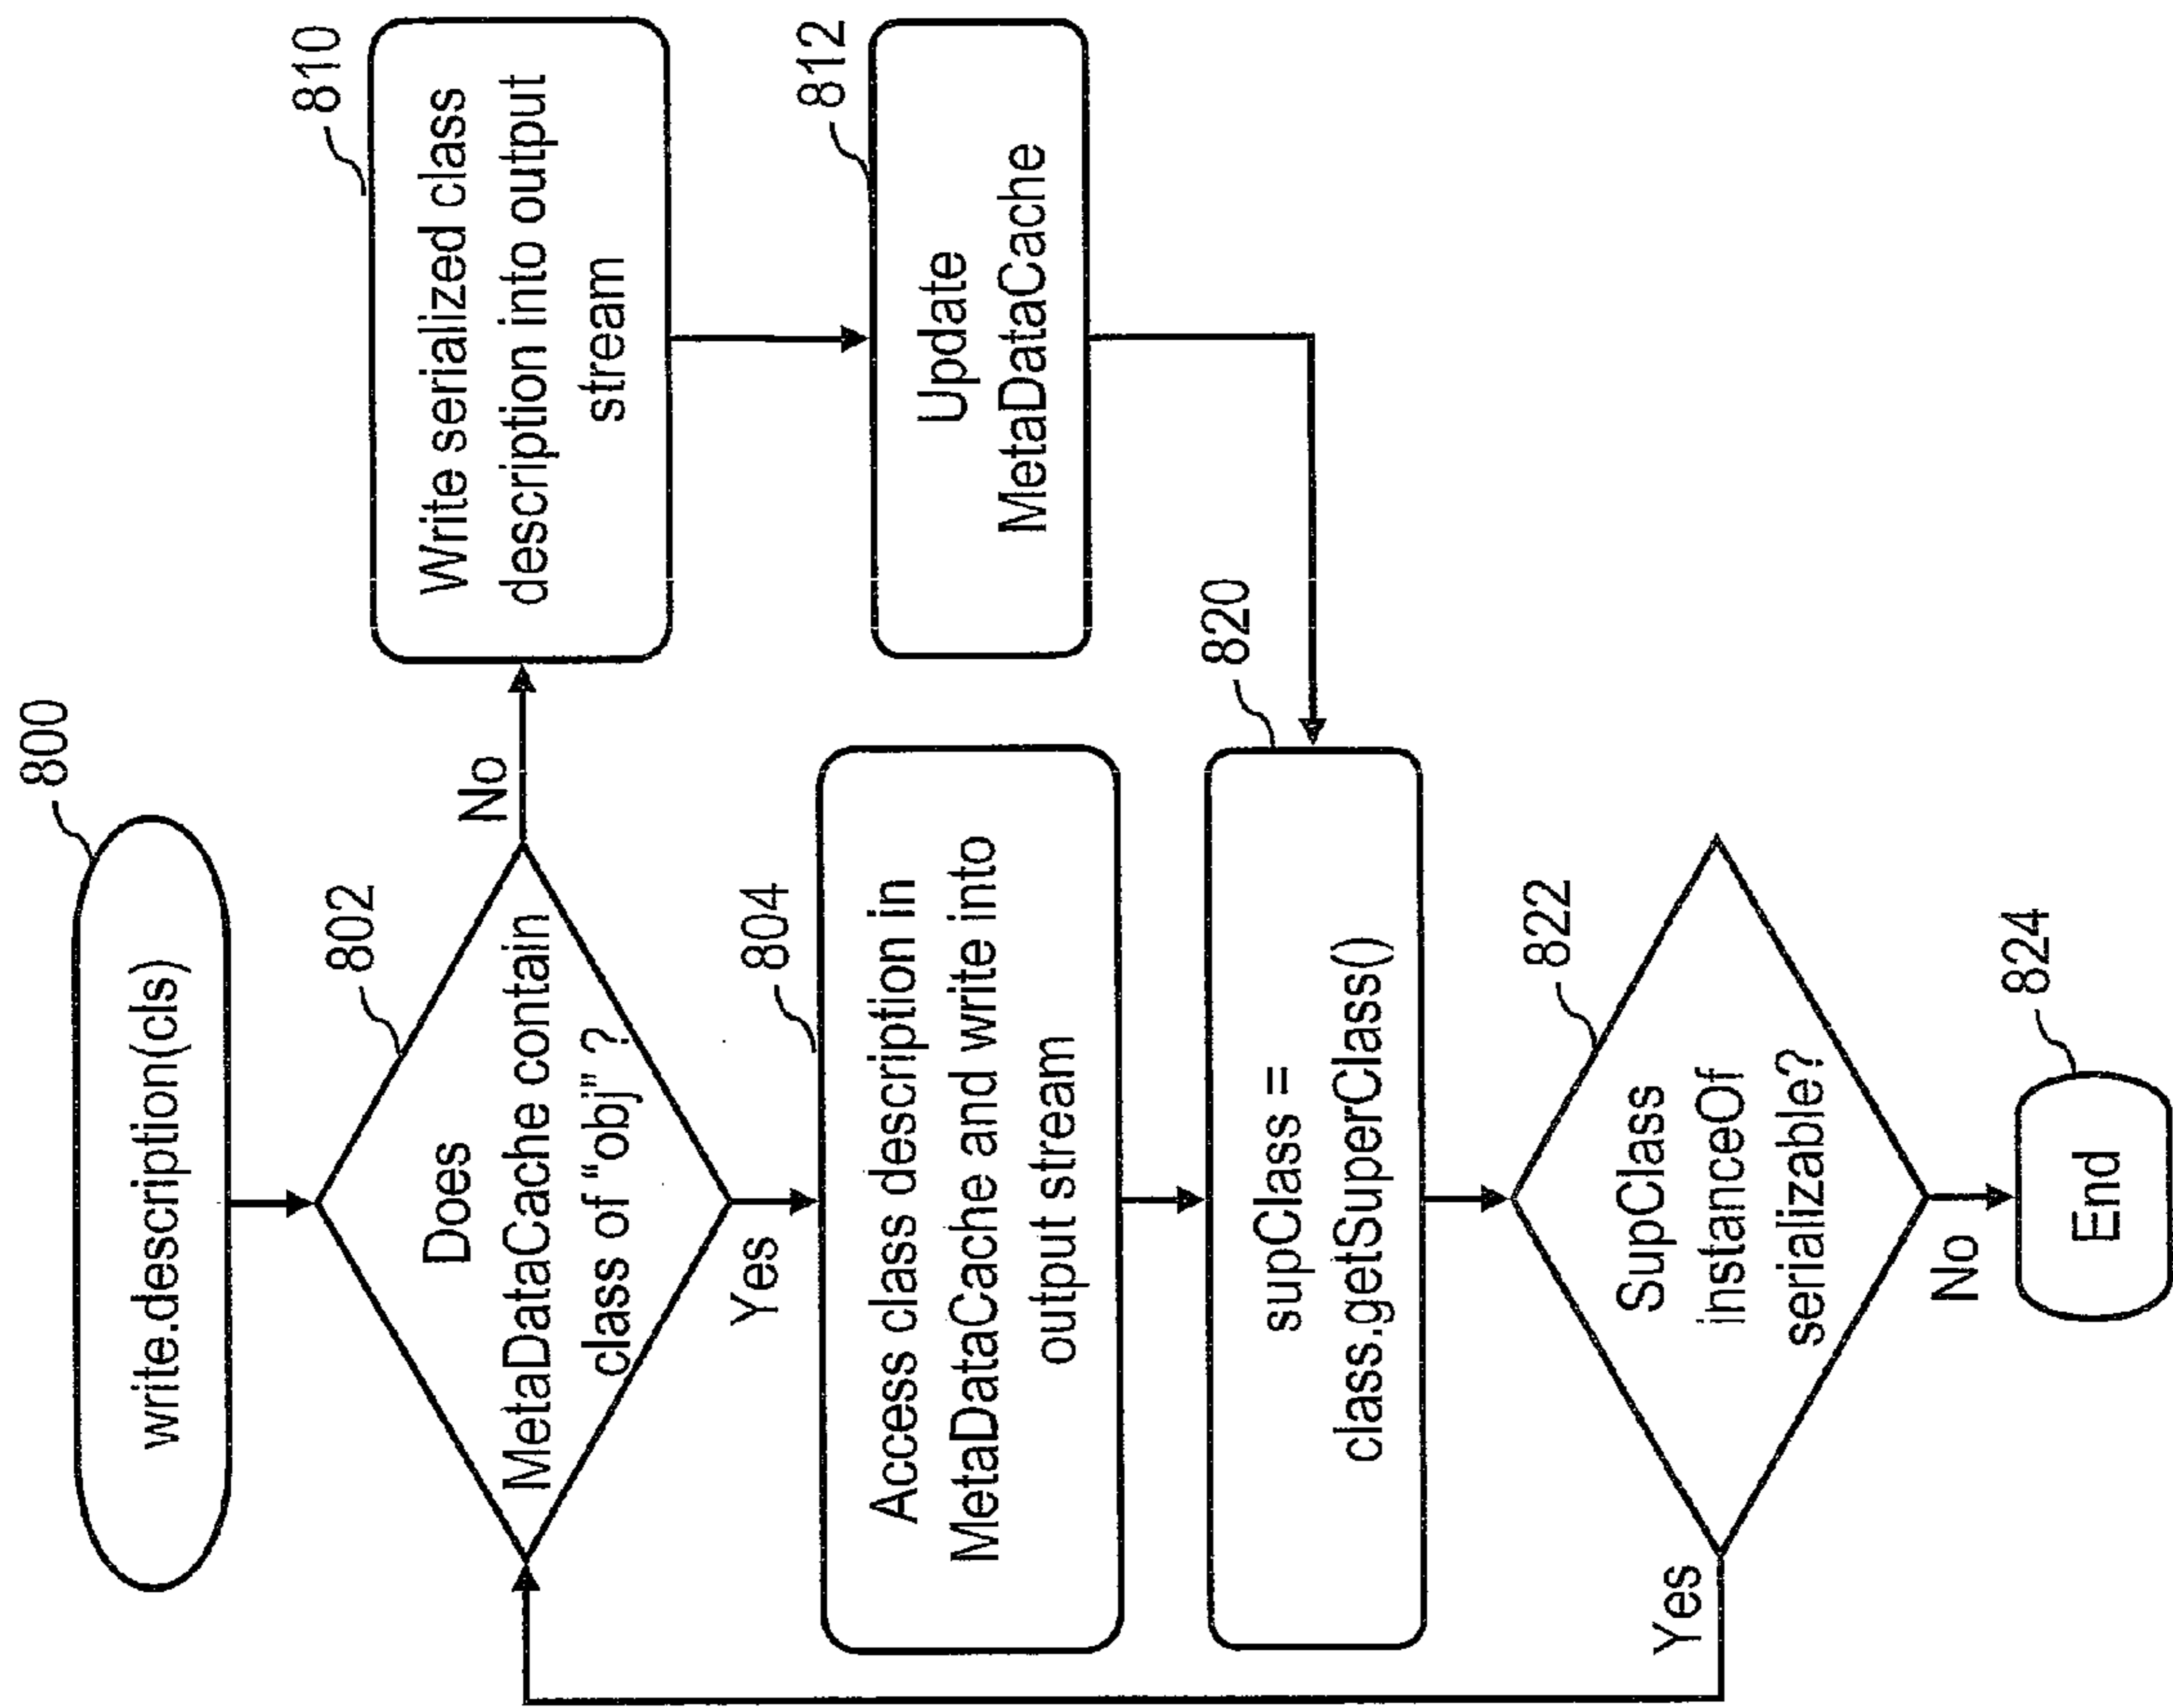 800
write.description(cls)
802
Does
MetaDataCache contain
class of “obj” ?
No
Yes
810
Write serialized class
description into output
stream
804
Access class description in
MetaDataCache and write into
output stream
812
Update
MetaDataCache
820
supClass =
class.getSuperClass()
822
SupClass
instanceOf
serializable?
Yes
No
824
End